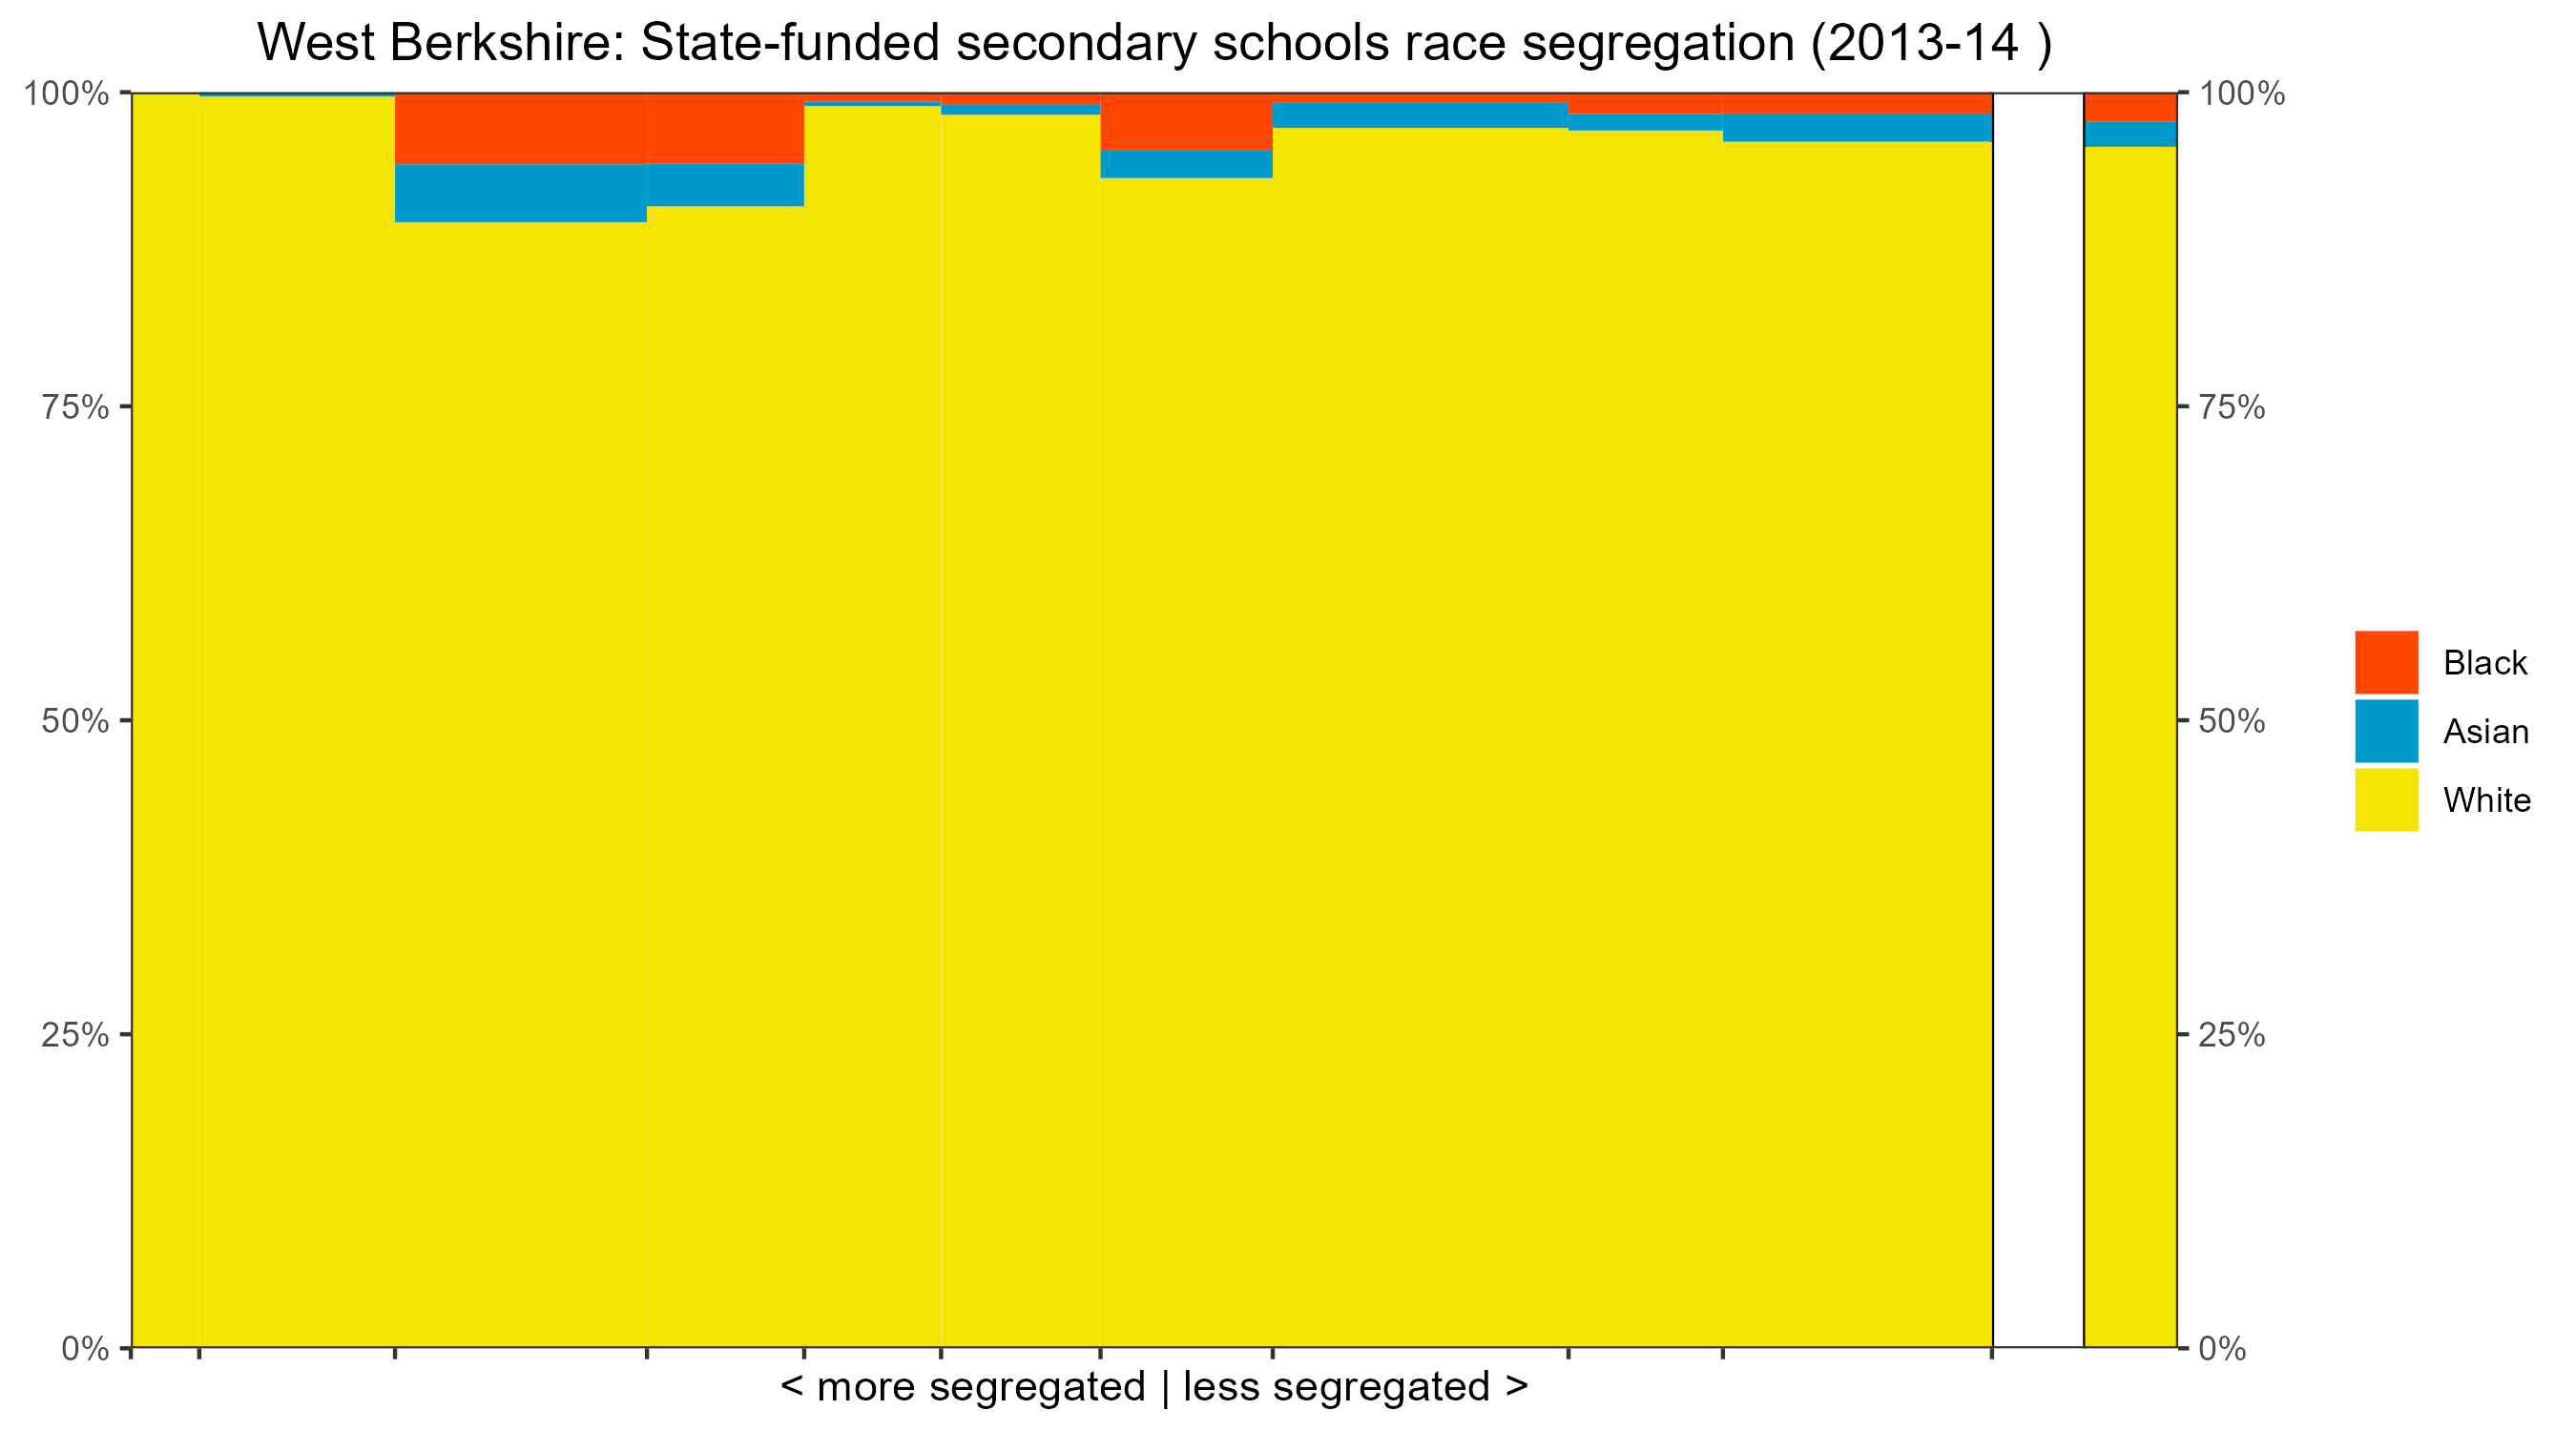 West Berkshire: State-funded secondary schools race segregation (2013-14 )
100%
75%
50%
25%
0%
100%
75%
50%
25%
0%
Black
Asian
White
< more segregated | less segregated >